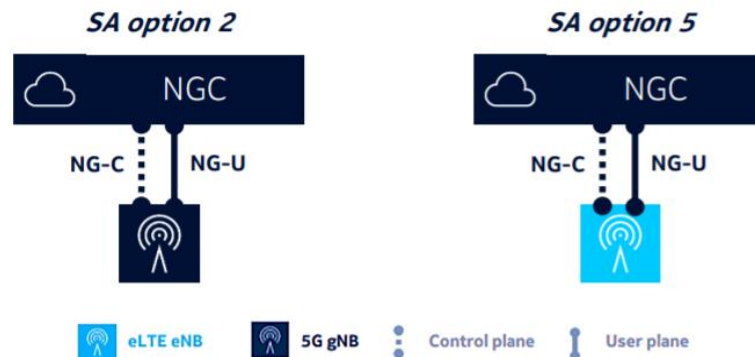 SA option 2
SA option 5
NGC
NGC
NG-C
NG-U
NG-C
NG-U
eLTE eNB
5G gNB
Control plane
User plane